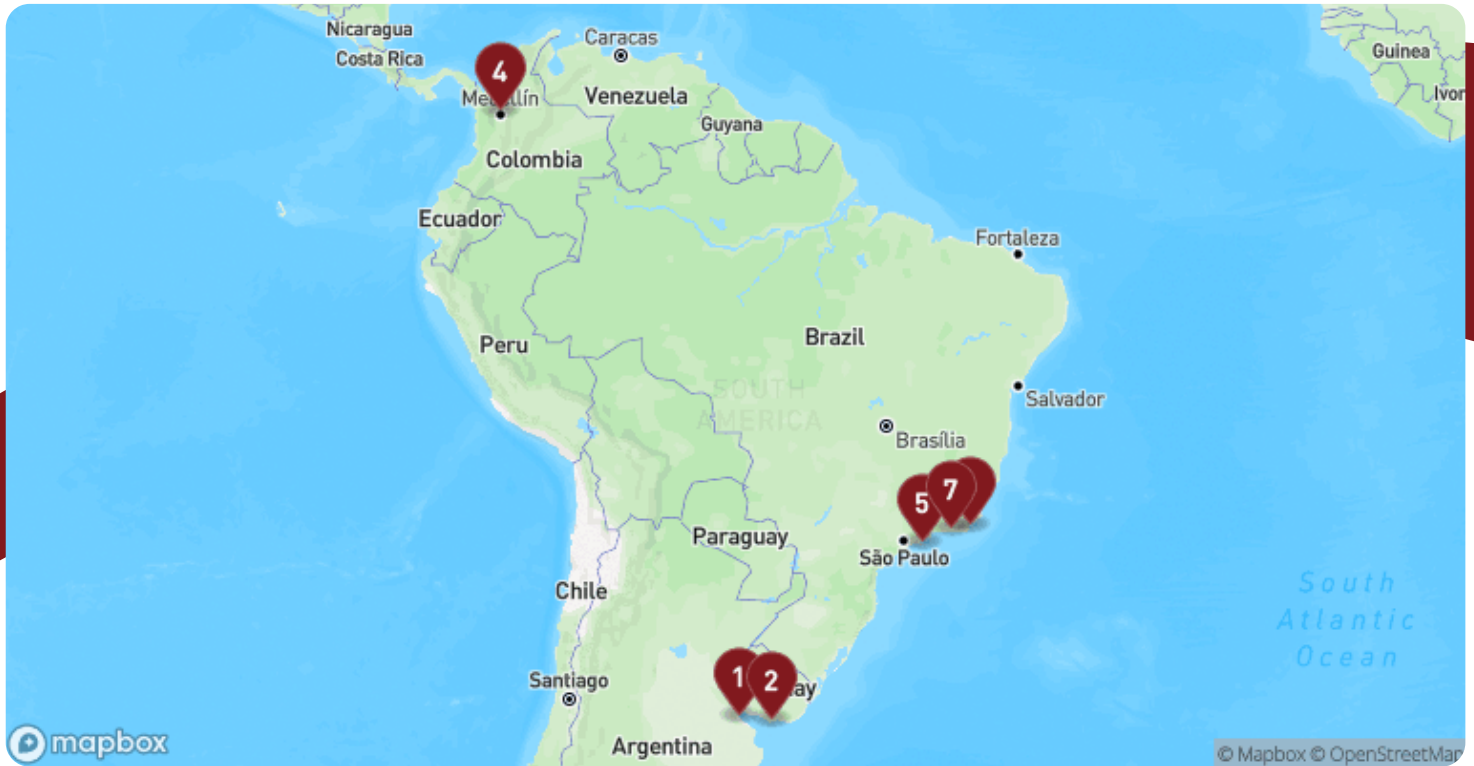 Nicaragua
Costa Rica
Caracas
Guinea
4
Venezuela
Guyana
Colombia
Ecuador
Fortaleza
Brazil
Peru
SOUTH
AMERICA
Salvador
Brasília
5
7
São Paulo
Paraguay
Chile
South
Atlantic
Ocean
Santiago
1
2
Argentina
mapbox
© Mapbox © OpenStreetMap